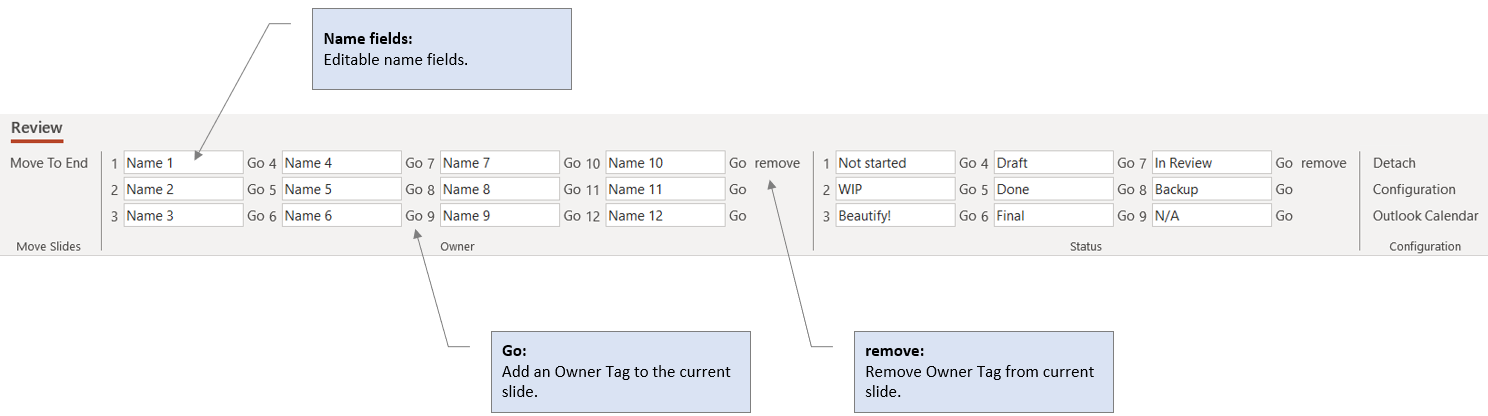 Name fields:
Editable name fields.
Review
Move To End 1 Name 1 Go 4 Name 4 Go 7 Name 7 Go 10 Name 10 Go remove 1 Not started Go 4 Draft Go 7 In Review Go remove Detach
2 Name 2 Go 5 Name 5 Go 8 Name 8 Go 11 Name 11 Go 2 WIP Go 5 Done Go 8 Backup Go Configuration
3 Name 3 Go 6 Name 6 Go 9 Name 9 Go 12 Name 12 Go 3 Beautify! Go 6 Final Go 9 N/A Go Outlook Calendar
Move Slides Owner Status Configuration
Go:
Add an Owner Tag to the current
slide.
remove:
Remove Owner Tag from current
slide.